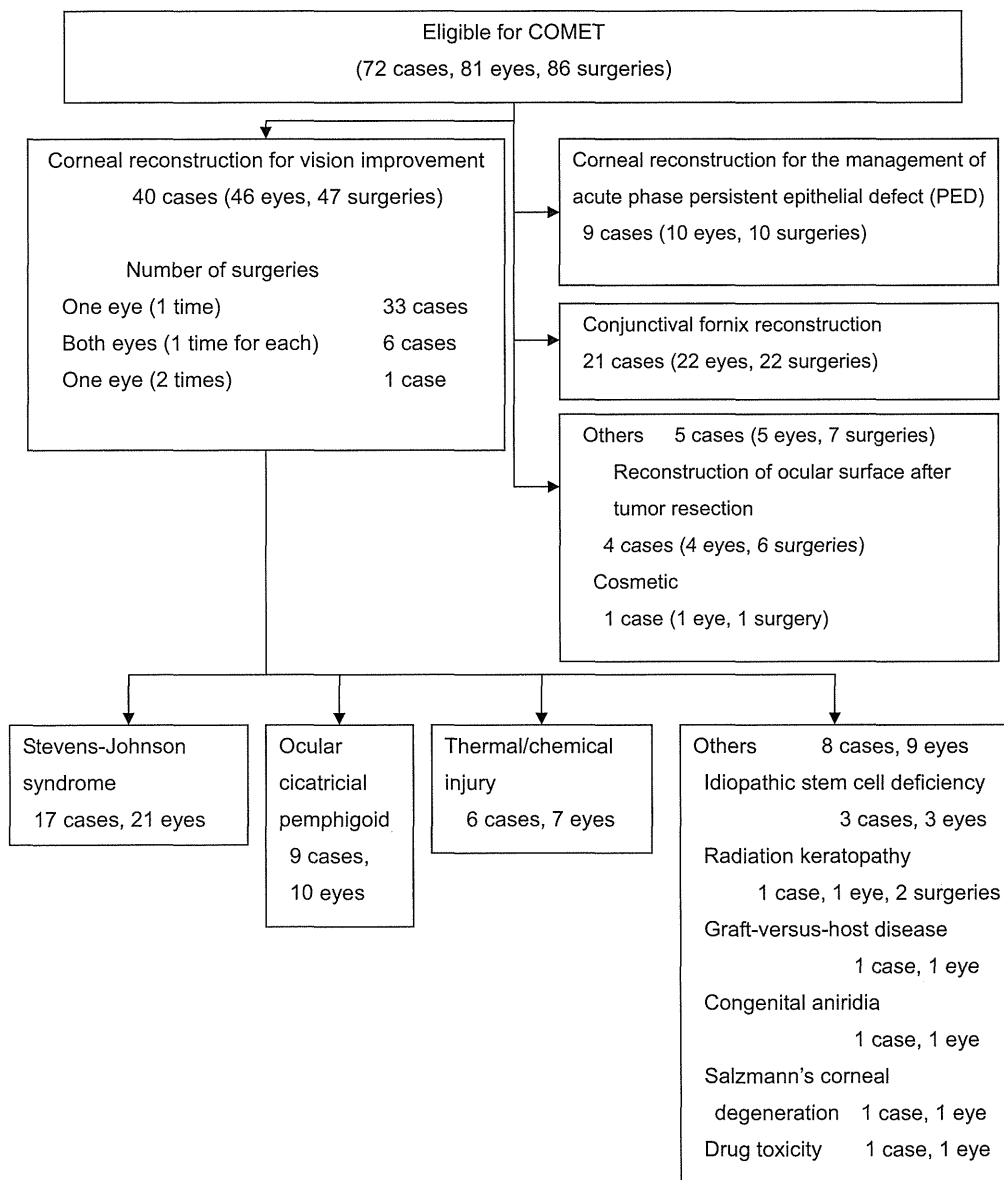 Eligible for COMET
(72 cases, 81 eyes, 86 surgeries)
Corneal reconstruction for vision improvement
40 cases (46 eyes, 47 surgeries)
Number of surgeries
One eye (1 time) 33 cases
Both eyes (1 time for each) 6 cases
One eye (2 times) 1 case
Corneal reconstruction for the management of
acute phase persistent epithelial defect (PED)
9 cases (10 eyes, 10 surgeries)
Conjunctival fornix reconstruction
21 cases (22 eyes, 22 surgeries)
Others 5 cases (5 eyes, 7 surgeries)
Reconstruction of ocular surface after
tumor resection
4 cases (4 eyes, 6 surgeries)
Cosmetic
1 case (1 eye, 1 surgery)
Stevens-Johnson
syndrome
17 cases, 21 eyes
Ocular
cicatricial
pemphigoid
9 cases,
10 eyes
Thermal/chemical
injury
6 cases, 7 eyes
Others 8 cases, 9 eyes
Idiopathic stem cell deficiency
3 cases, 3 eyes
Radiation keratopathy
1 case, 1 eye, 2 surgeries
Graft-versus-host disease
1 case, 1 eye
Congenital aniridia
1 case, 1 eye
Salzmann's corneal
degeneration 1 case, 1 eye
Drug toxicity 1 case, 1 eye